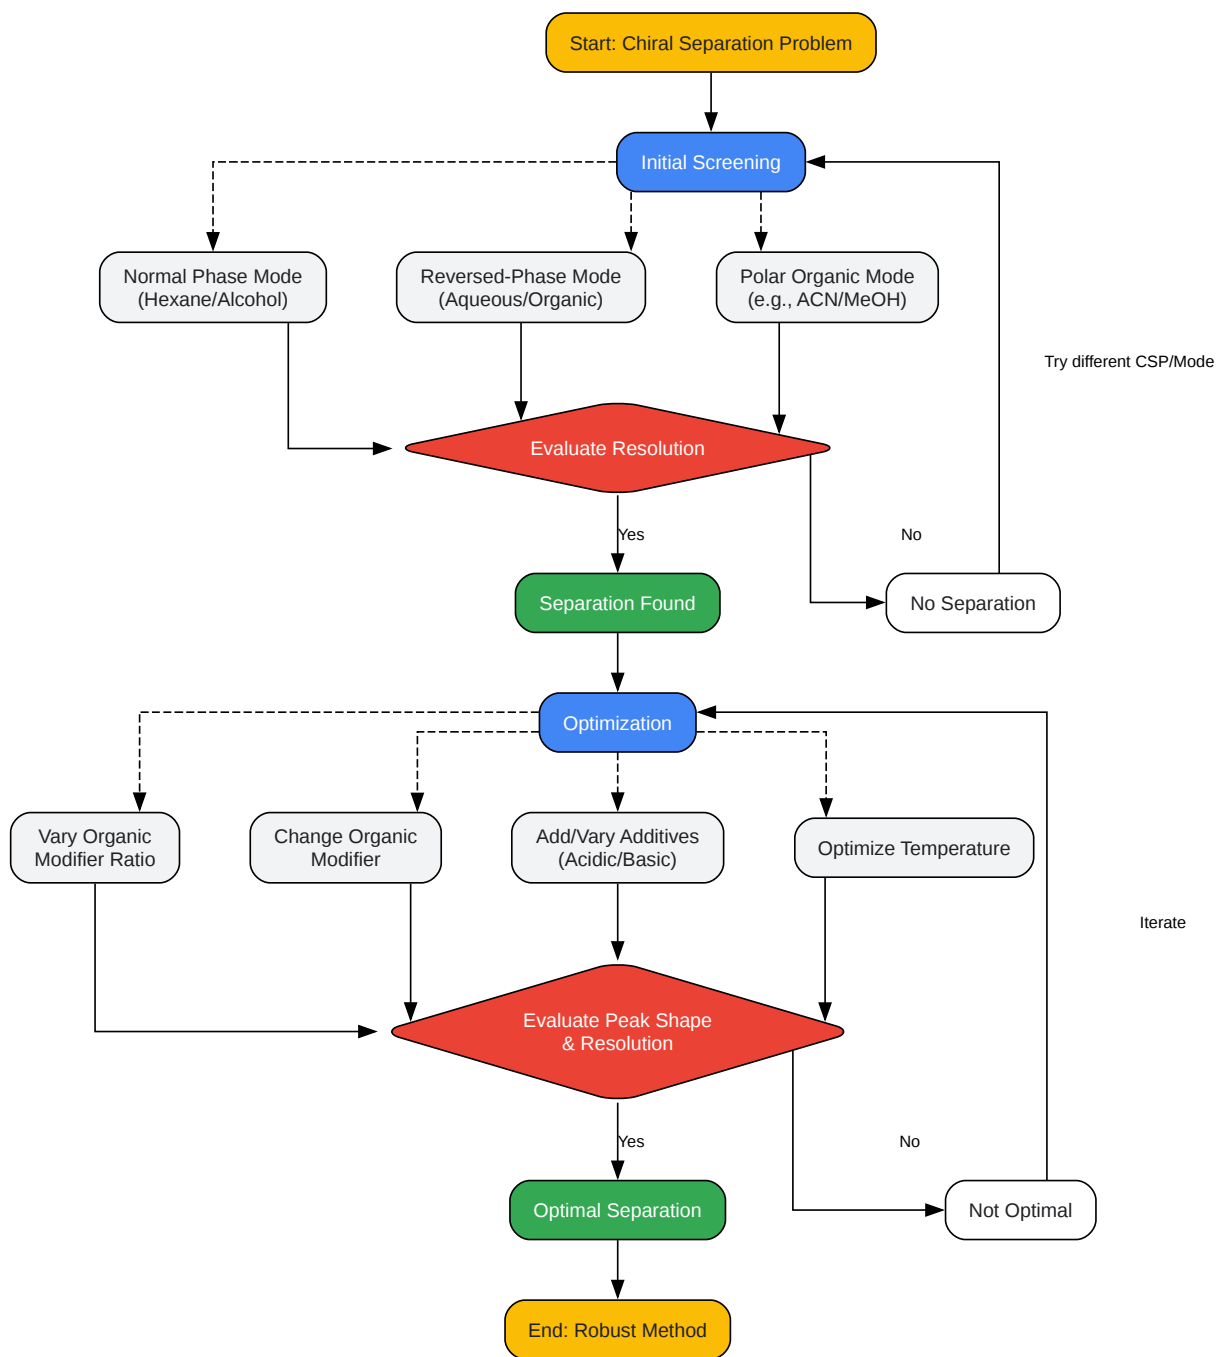 Start: Chiral Separation Problem
Initial Screening
Normal Phase Mode
(Hexane/Alcohol)
Reversed-Phase Mode
(Aqueous/Organic)
Polar Organic Mode
(e.g., ACN/MeOH)
Try different CSP/Mode
Evaluate Resolution
Yes
No
Separation Found
No Separation
Optimization
Vary Organic
Modifier Ratio
Change Organic
Modifier
Add/Vary Additives
(Acidic/Basic)
Optimize Temperature
Iterate
Evaluate Peak Shape
& Resolution
Yes
No
Optimal Separation
Not Optimal
End: Robust Method